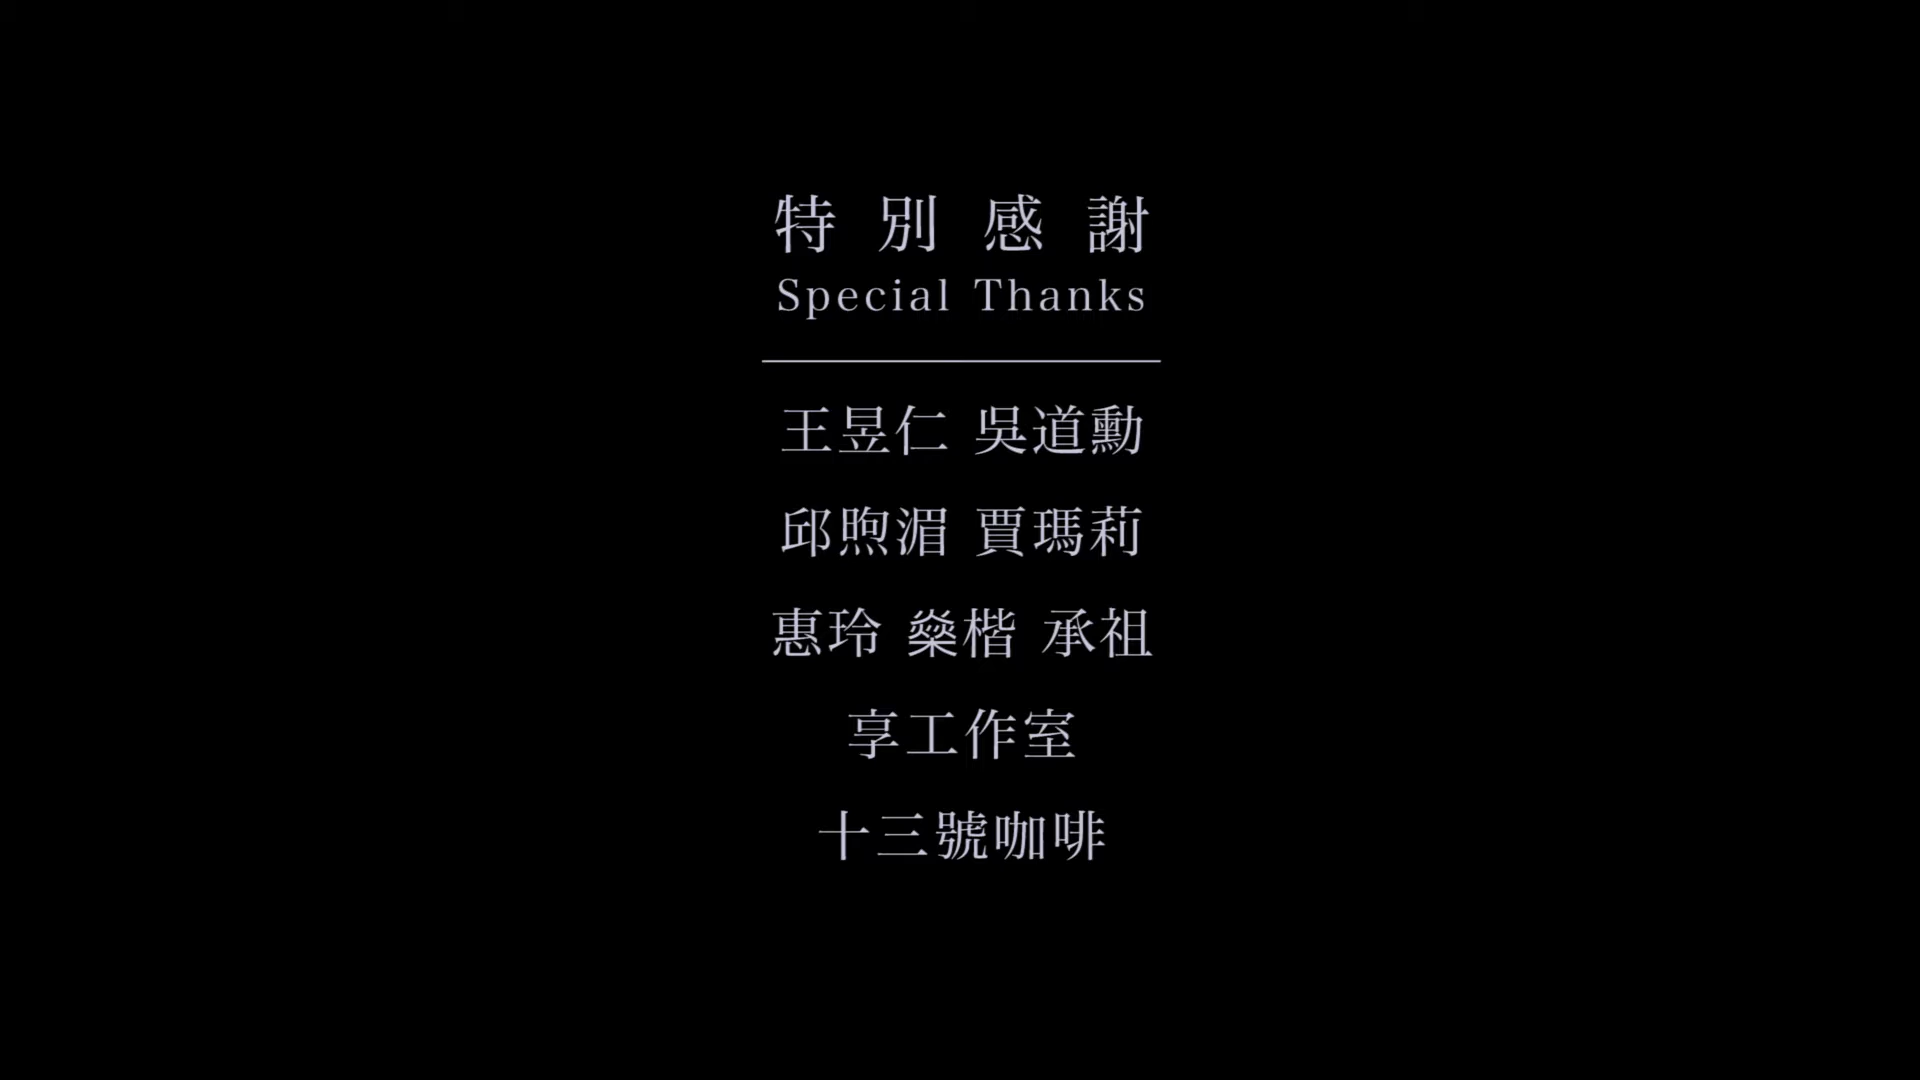 特別感謝
Special Thanks
王昱仁 吳道勳
邱煦湄 賈瑪莉
惠玲 燊楷 承祖
享工作室
十三號咖啡